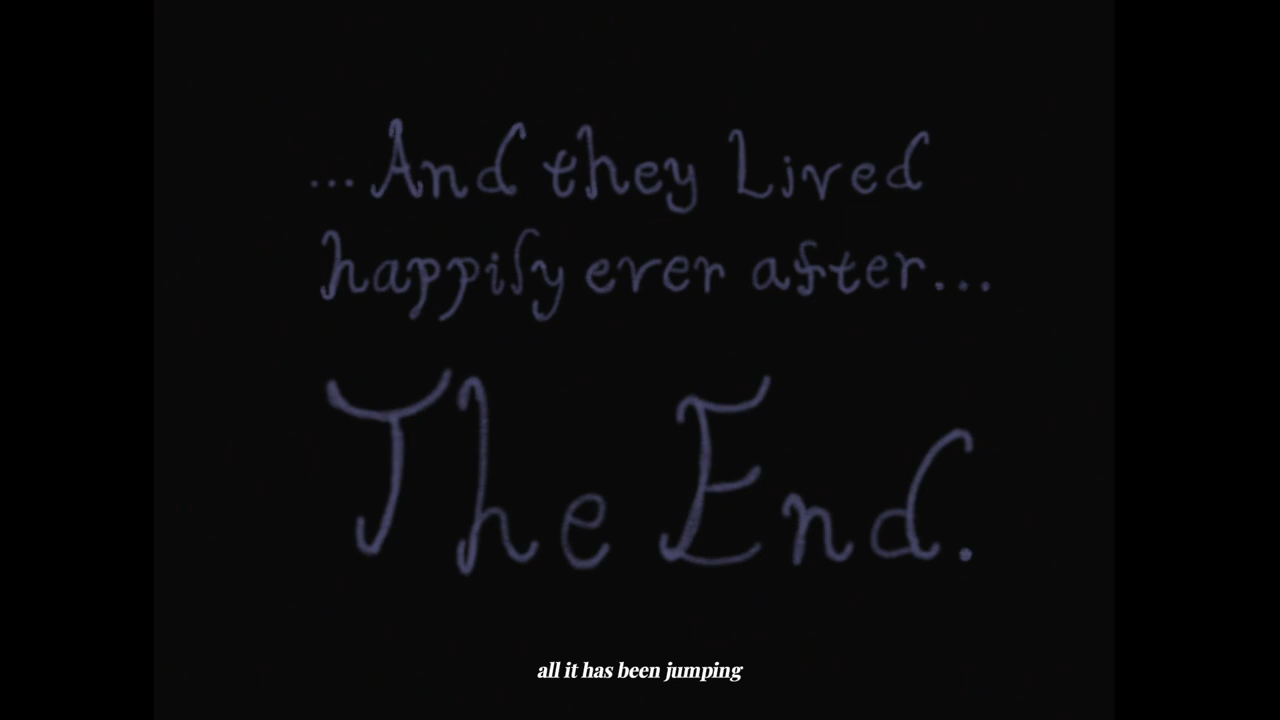 ...And they Lived
happily ever after...
The End.
all it has been jumping